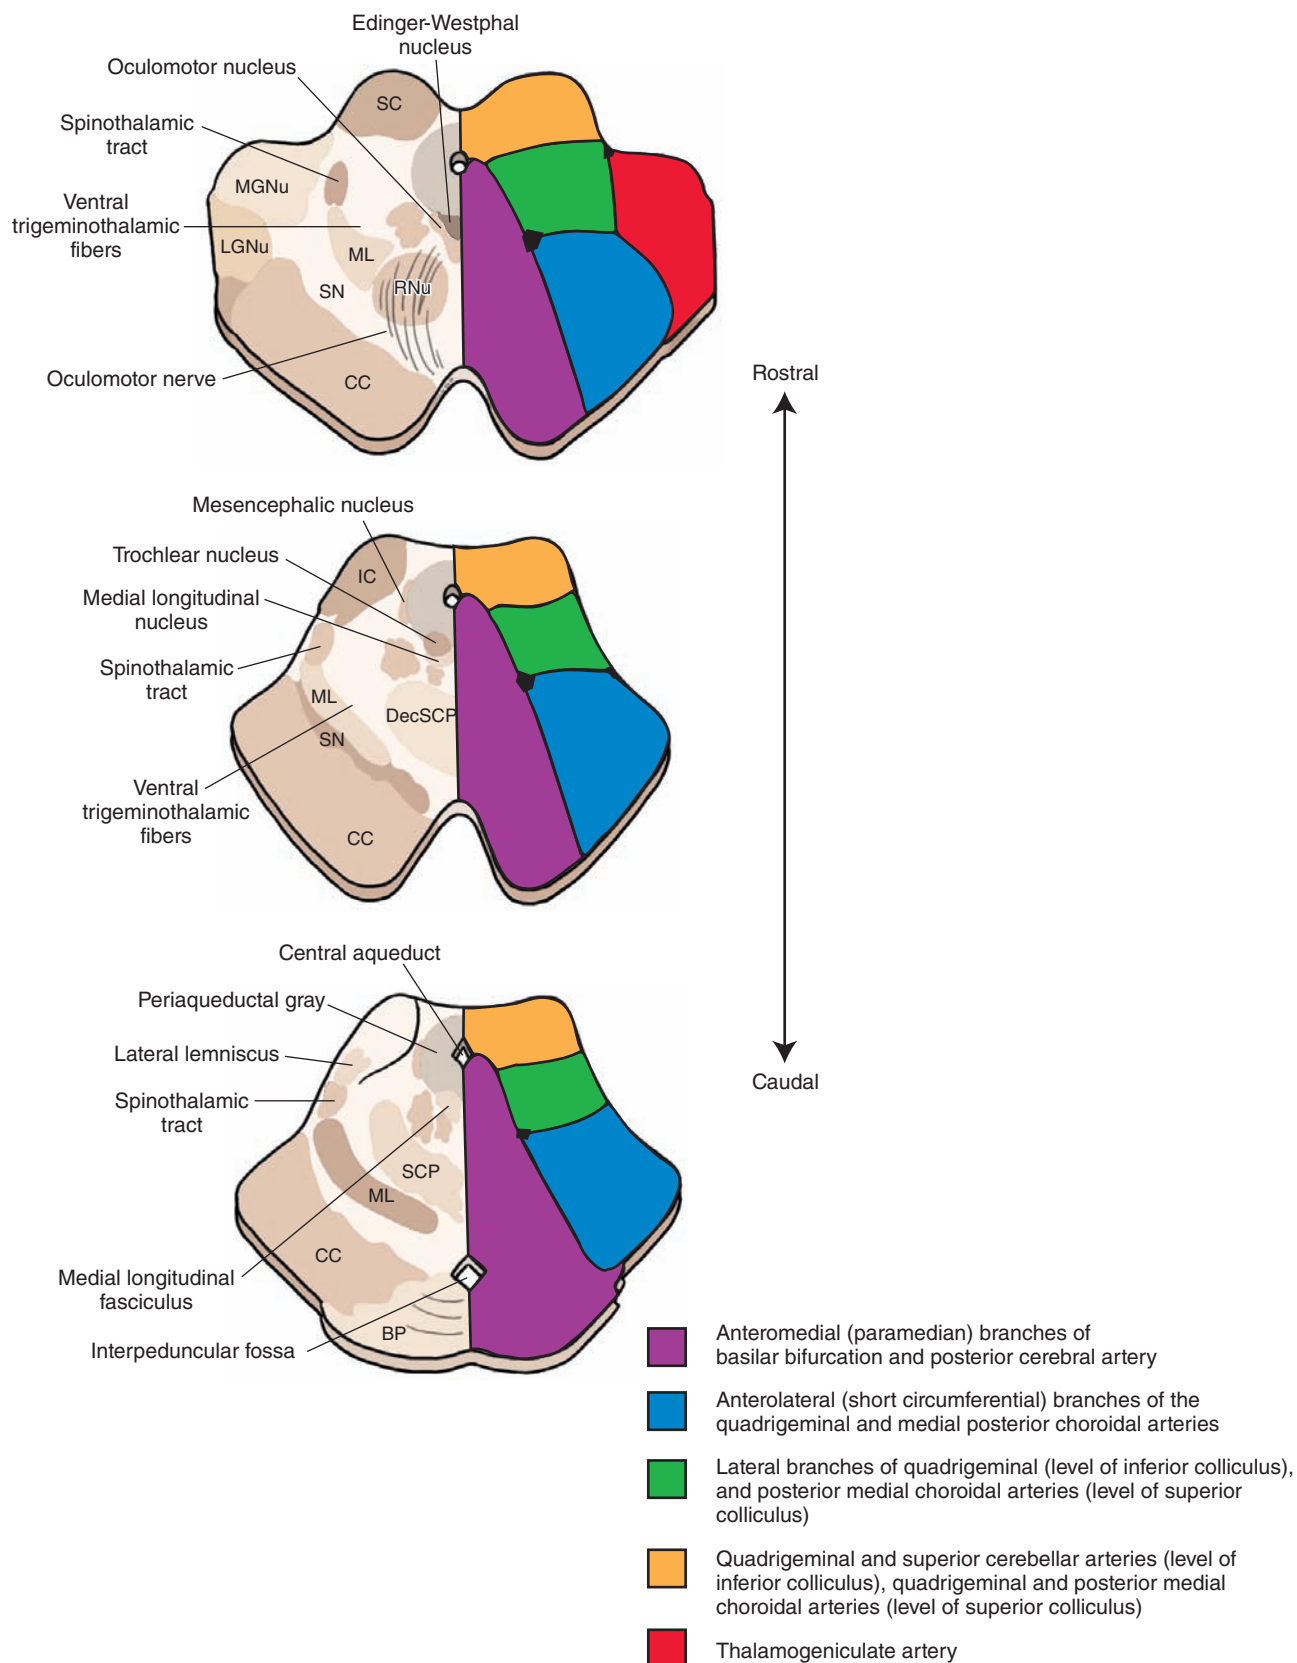 Edinger-Westphal
nucleus
Oculomotor nucleus
SC
Spinothalamic
tract
MGNu
Ventral
trigeminothalamic
fibers
LGNu
ML
SN
RNu
Oculomotor nerve
CC
Rostral
Mesencephalic nucleus
Trochlear nucleus
IC
Medial longitudinal
nucleus
Spinothalamic
tract
ML
DecSCP
SN
Ventral
trigeminothalamic
fibers
CC
Central aqueduct
Periaqueductal gray
Lateral lemniscus
Caudal
Spinothalamic
tract
SCP
ML
CC
Medial longitudinal
fasciculus
BP
Interpeduncular fossa
Anteromedial (paramedian) branches of
basilar bifurcation and posterior cerebral artery
Anterolateral (short circumferential) branches of the
quadrigeminal and medial posterior choroidal arteries
Lateral branches of quadrigeminal (level of inferior colliculus),
and posterior medial choroidal arteries (level of superior
colliculus)
Quadrigeminal and superior cerebellar arteries (level of
inferior colliculus), quadrigeminal and posterior medial
choroidal arteries (level of superior colliculus)
Thalamogeniculate artery